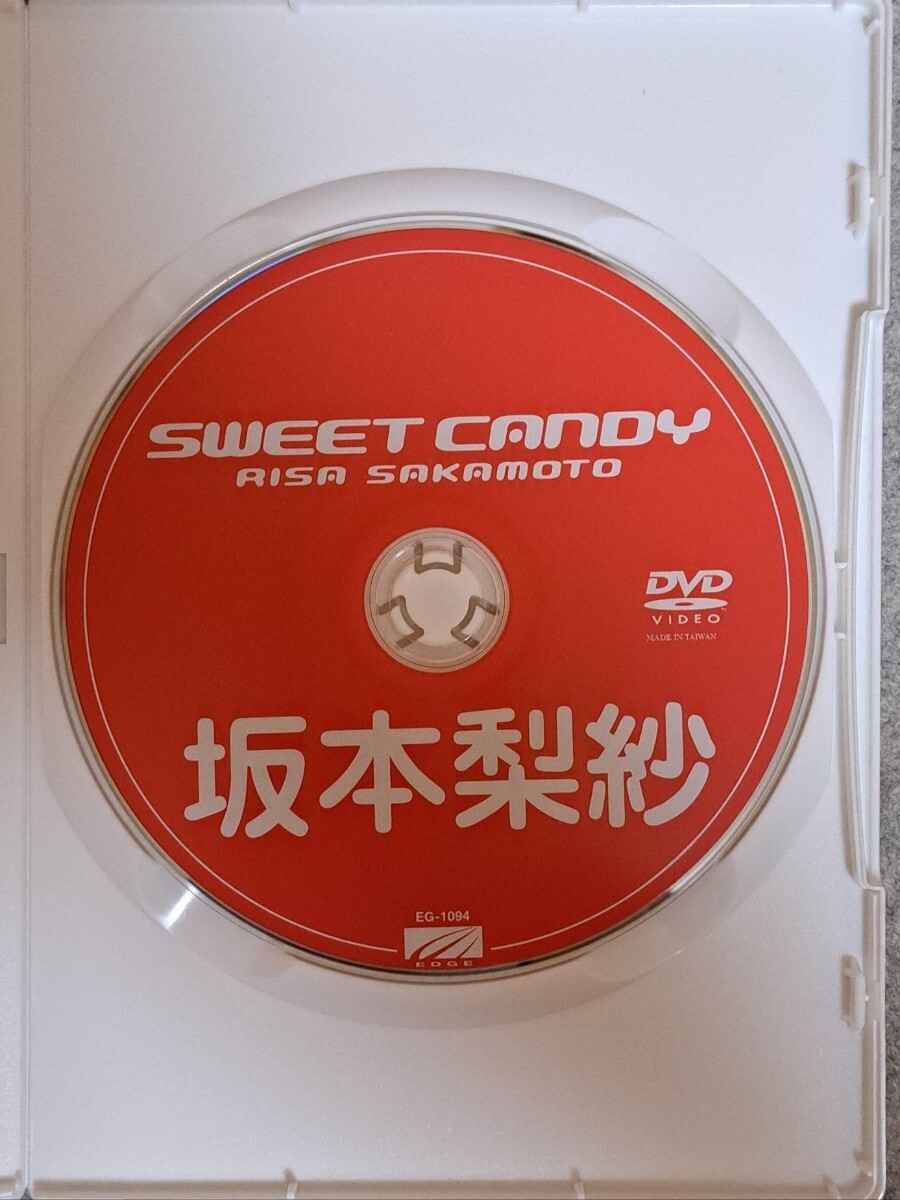 SWEET CANDY
RISA SAKAMOTO
DVD
VIDEO
MADE IN TAIWAN
坂本梨紗
EG-1094
EDGE